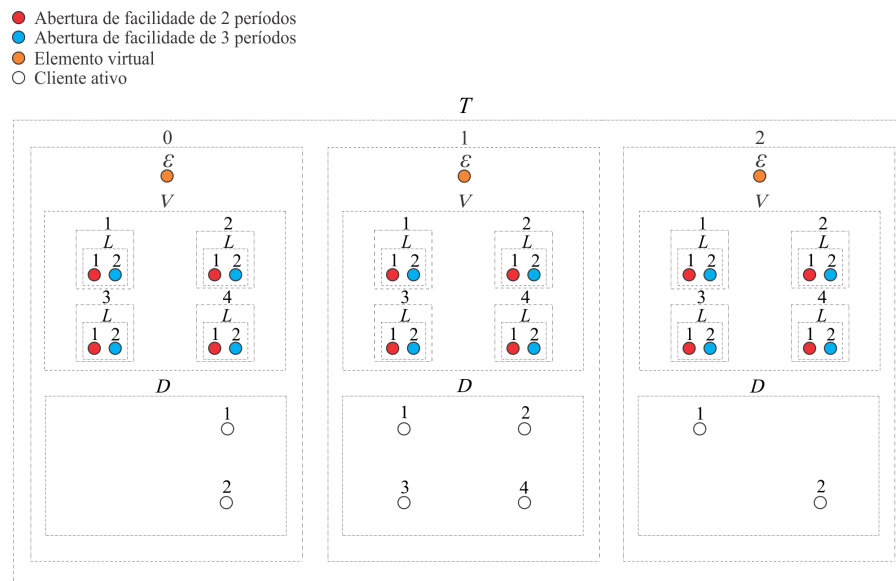 Abertura de facilidade de 2 períodos
Abertura de facilidade de 3 períodos
Elemento virtual
Cliente ativo
T
0 1 2
ε ε ε
V V V
1 2 1 2 1 2
L L L L L L
1 2 1 2 1 2 1 2 1 2 1 2
3 4 3 4 3 4
L L L L L L
1 2 1 2 1 2 1 2 1 2 1 2
D D D
1 1 2 1
2 3 4 2